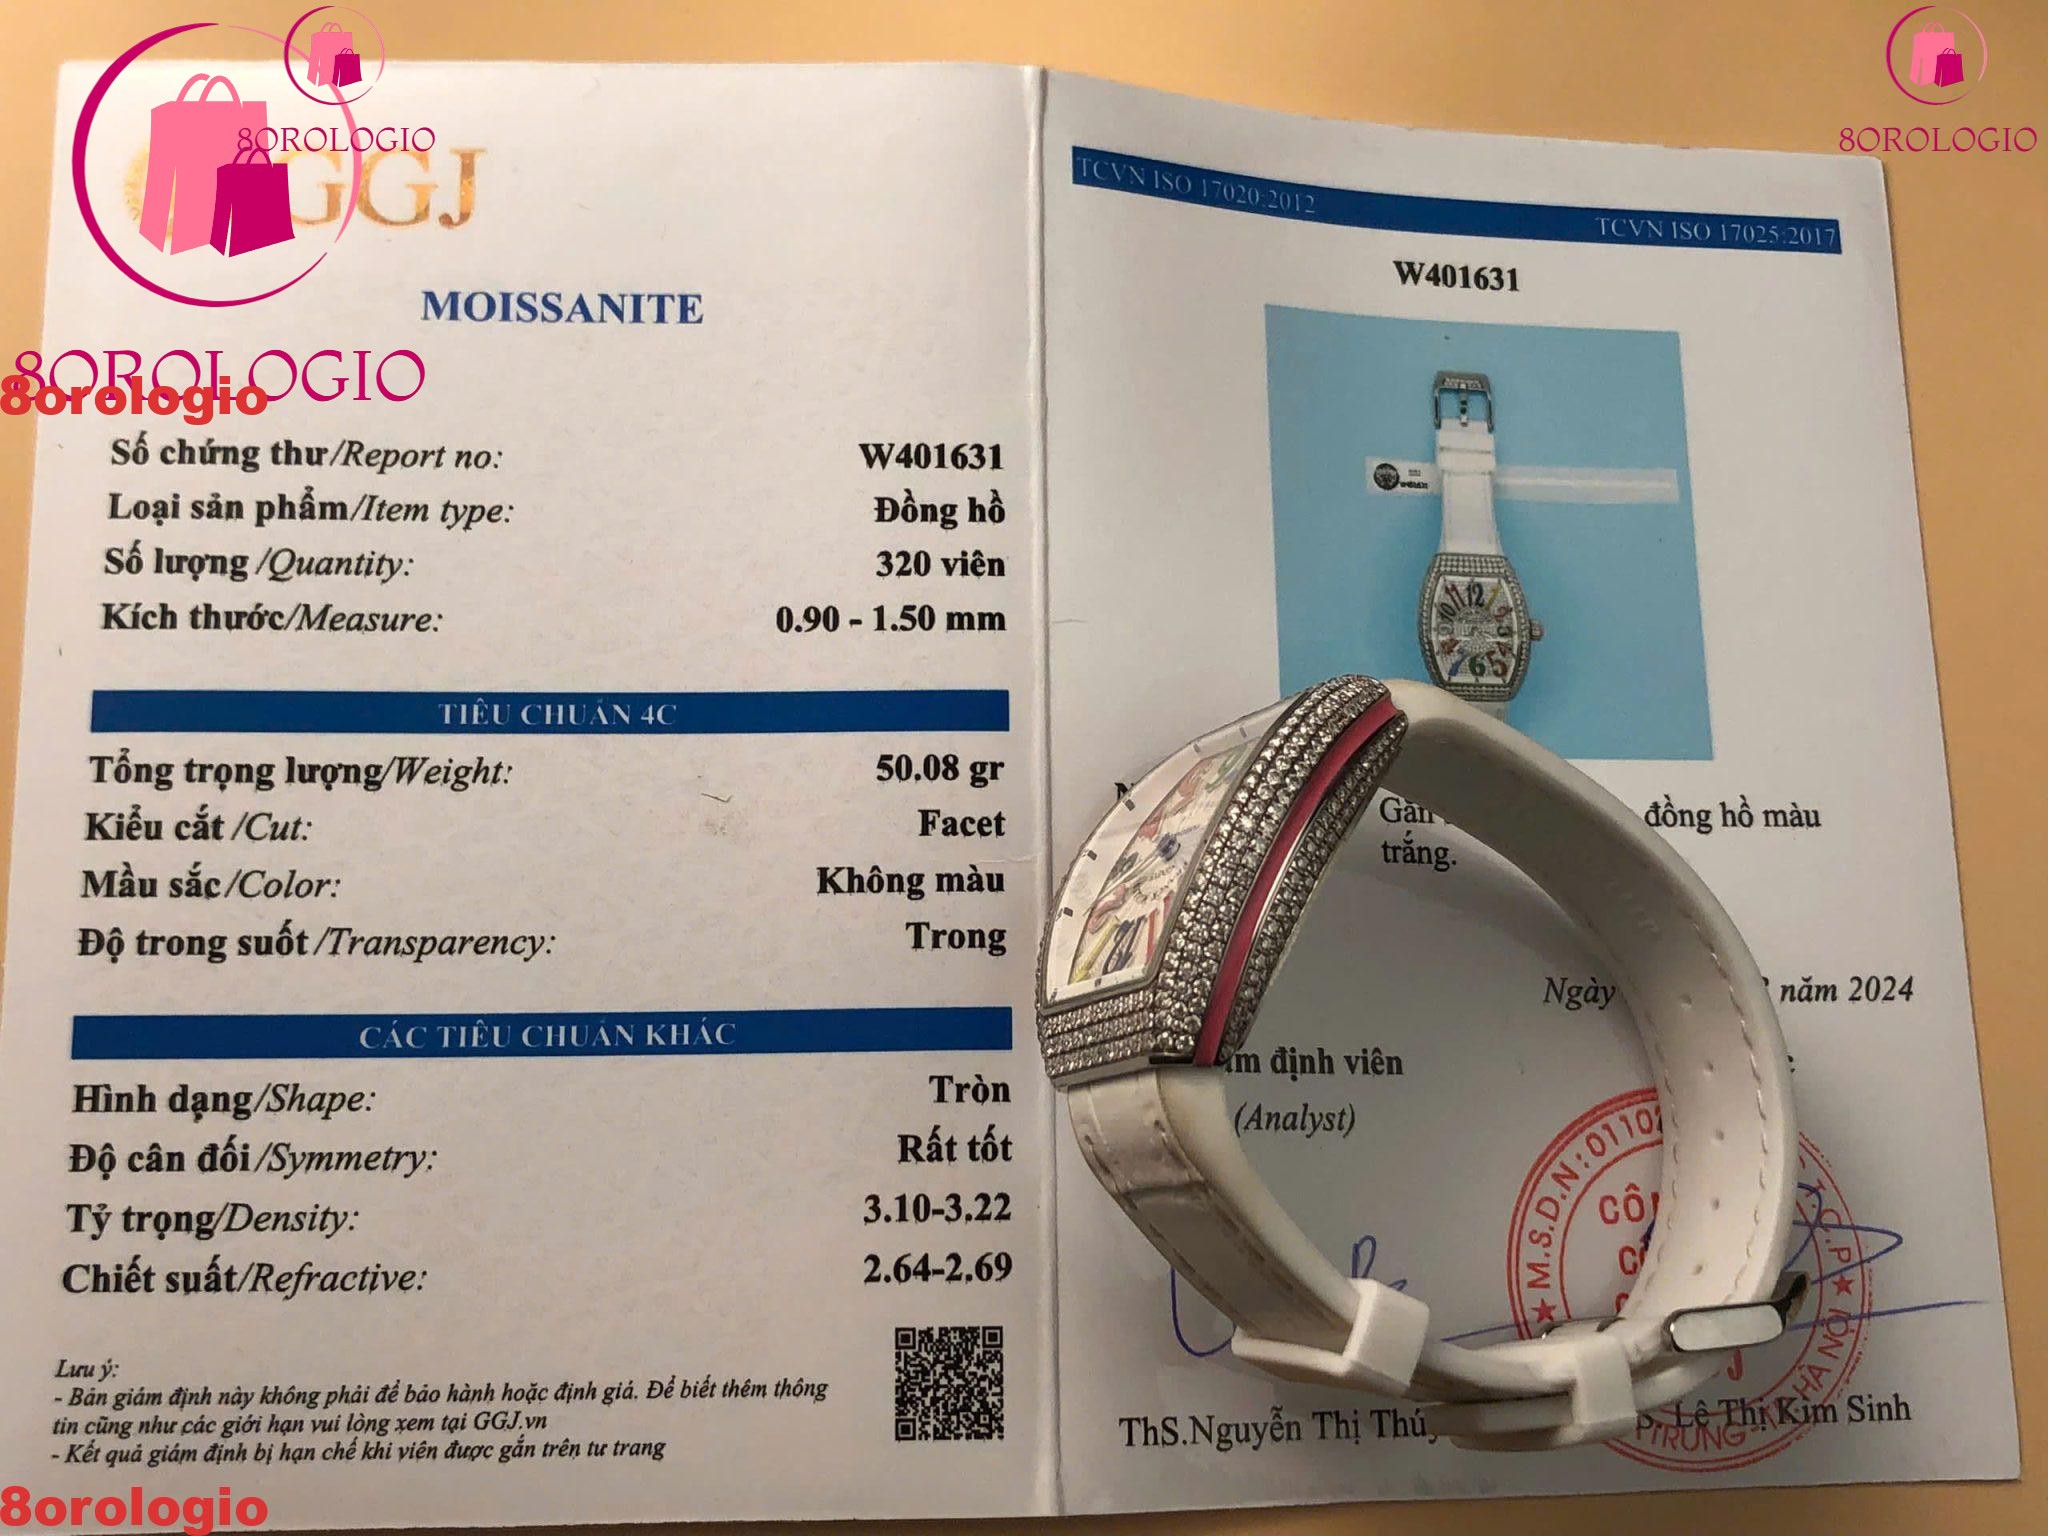 8OROLOGIO
8OROLOGIO
GGJ
8OROLOGIO
8orologio
MOISSANITE
Số chứng thư/Report no: W401631
Loại sản phẩm/Item type: Đồng hồ
Số lượng /Quantity: 320 viên
Kích thước/Measure: 0.90 - 1.50 mm
TIÊU CHUẨN 4C
Tổng trọng lượng/Weight: 50.08 gr
Kiểu cắt /Cut: Facet
Mầu sắc/Color: Không màu
Độ trong suốt /Transparency: Trong
CÁC TIÊU CHUẨN KHÁC
Hình dạng/Shape: Tròn
Độ cân đối/Symmetry: Rất tốt
Tỷ trọng/Density: 3.10-3.22
Chiết suất/Refractive: 2.64-2.69
Lưu ý:
- Bản giám định này không phải để bảo hành hoặc định giá. Để biết thêm thông
tin cũng như các giới hạn vui lòng xem tại GGJ.vn
- Kết quả giám định bị hạn chế khi viên được gắn trên tư trang
8orologio
TCVN ISO 17020:2012 TCVN ISO 17025:2017
W401631
12
đồng hồ màu
trắng.
Ngày năm 2024
định viên
(Analyst)
M.S.D.N:01102
HÀ NỘI
ThS.Nguyễn Thị Lê Thị Kim Sinh